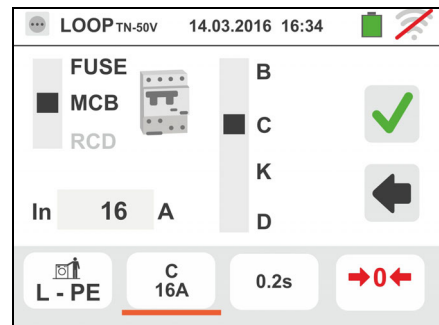 LOOP TN-50V 14.03.2016 16:34
FUSE
MCB
RCD
B
C
K
D
In 16 A
L - PE
C
16A
0.2s
0